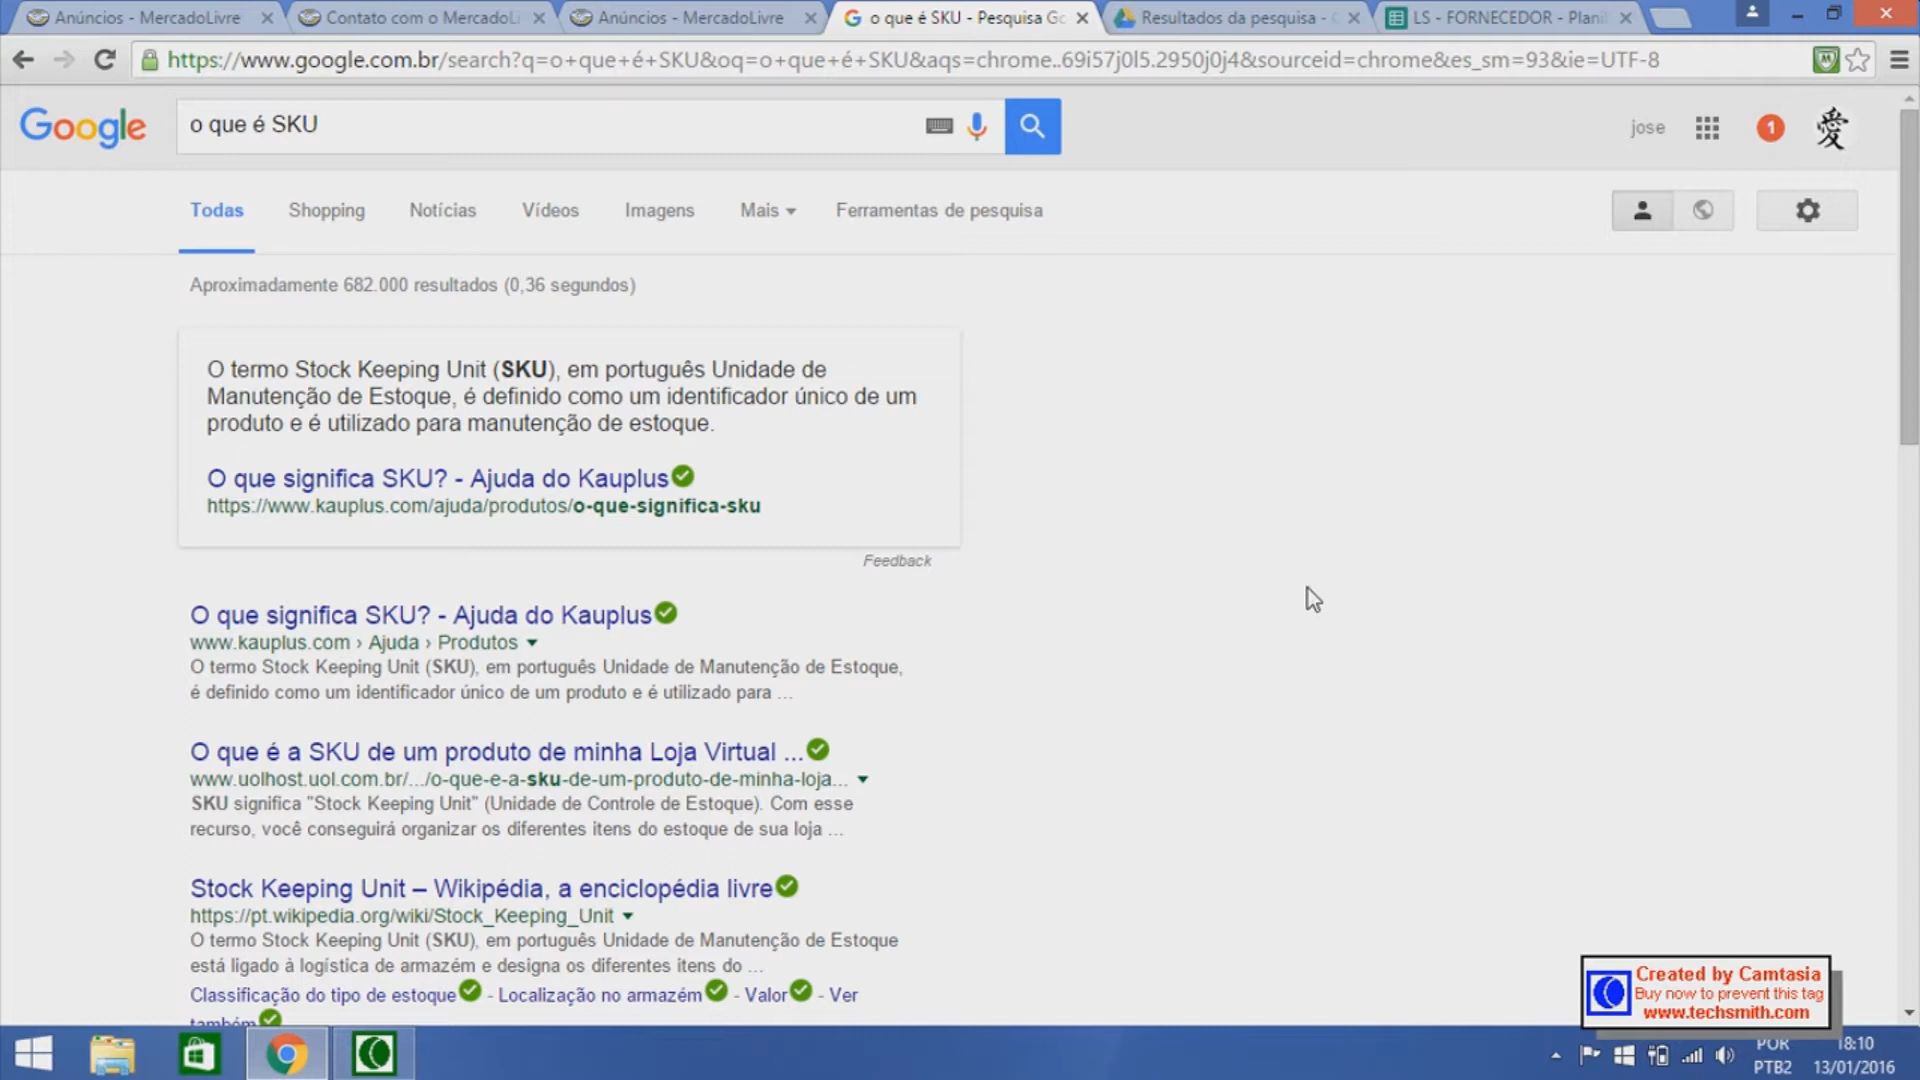 Anúncios - MercadoLivre
Contato com o MercadoLi
Anúncios - MercadoLivre
o que é SKU - Pesquisa Go
Resultados da pesquisa -
LS - FORNECEDOR - Planil
https://www.google.com.br/search?q=o+que+é+SKU&oq=o+que+é+SKU&aqs=chrome..69i57j0l5.2950j0j4&sourceid=chrome&es_sm=93&ie=UTF-8
Google
o que é SKU
jose
1
愛
Todas
Shopping
Notícias
Vídeos
Imagens
Mais
Ferramentas de pesquisa
Aproximadamente 682.000 resultados (0,36 segundos)
O termo Stock Keeping Unit (SKU), em português Unidade de
Manutenção de Estoque, é definido como um identificador único de um
produto e é utilizado para manutenção de estoque.
O que significa SKU? - Ajuda do Kauplus
https://www.kauplus.com/ajuda/produtos/o-que-significa-sku
Feedback
O que significa SKU? - Ajuda do Kauplus
www.kauplus.com › Ajuda › Produtos
O termo Stock Keeping Unit (SKU), em português Unidade de Manutenção de Estoque,
é definido como um identificador único de um produto e é utilizado para ...
O que é a SKU de um produto de minha Loja Virtual ...
www.uolhost.uol.com.br/.../o-que-e-a-sku-de-um-produto-de-minha-loja...
SKU significa "Stock Keeping Unit" (Unidade de Controle de Estoque). Com esse
recurso, você conseguirá organizar os diferentes itens do estoque de sua loja ...
Stock Keeping Unit – Wikipédia, a enciclopédia livre
https://pt.wikipedia.org/wiki/Stock_Keeping_Unit
O termo Stock Keeping Unit (SKU), em português Unidade de Manutenção de Estoque
está ligado à logística de armazém e designa os diferentes itens do ...
Classificação do tipo de estoque - Localização no armazém - Valor - Ver
também
Created by Camtasia
Buy now to prevent this tag
www.techsmith.com
POR
PTB2
18:10
13/01/2016